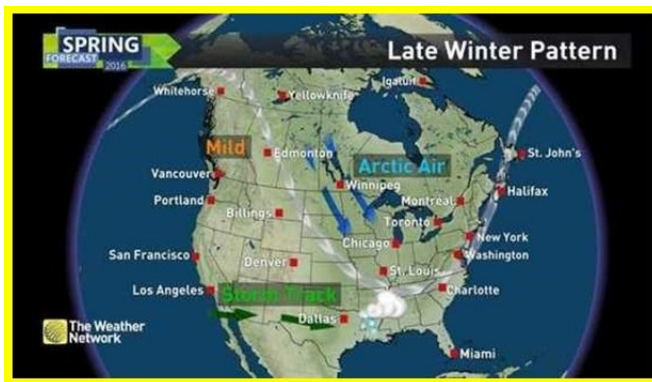 SPRING
FORECAST 2016
Late Winter Pattern
Whitehorse
Yellowknife
Iqaluit
Mild
Edmonton
Arctic Air
St. John's
Vancouver
Winnipeg
Halifax
Portland
Billings
Montréal
Toronto
New York
San Francisco
Denver
Chicago
Washington
St. Louis
Los Angeles
Storm Track
Charlotte
Dallas
The Weather
Network
Miami